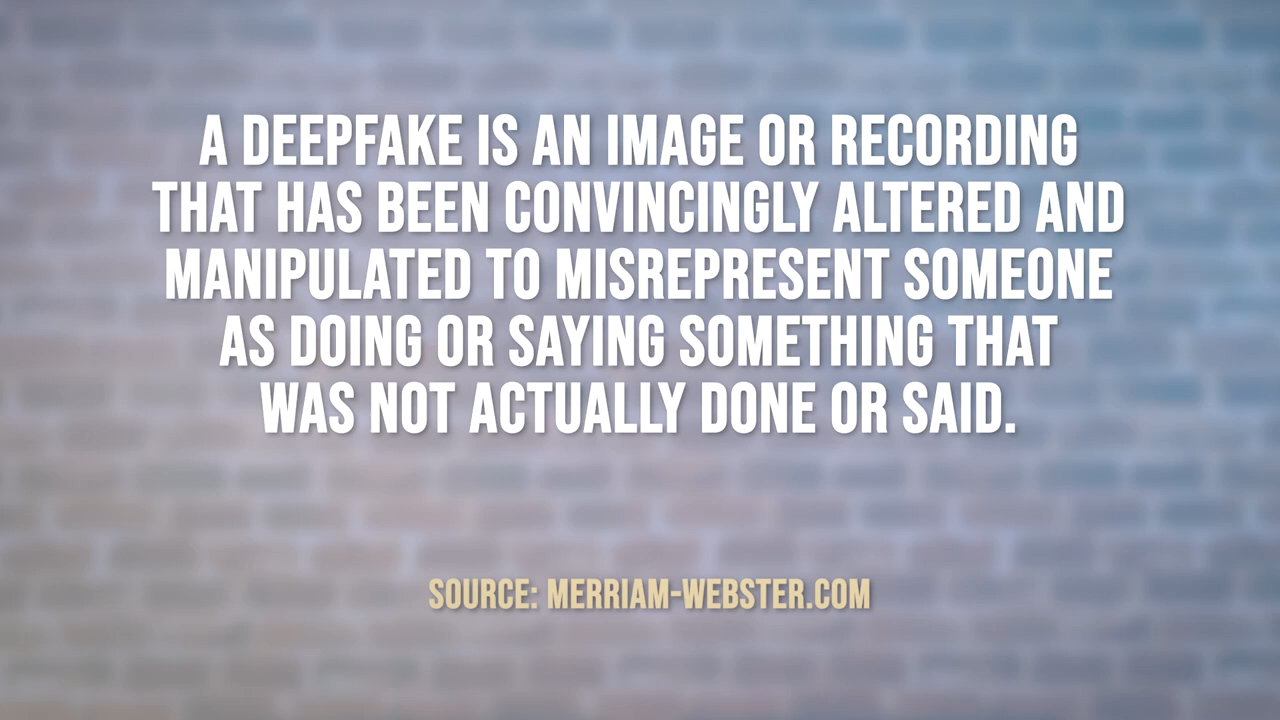 A DEEPFAKE IS AN IMAGE OR RECORDING
THAT HAS BEEN CONVINCINGLY ALTERED AND
MANIPULATED TO MISREPRESENT SOMEONE
AS DOING OR SAYING SOMETHING THAT
WAS NOT ACTUALLY DONE OR SAID.
SOURCE: MERRIAM-WEBSTER.COM